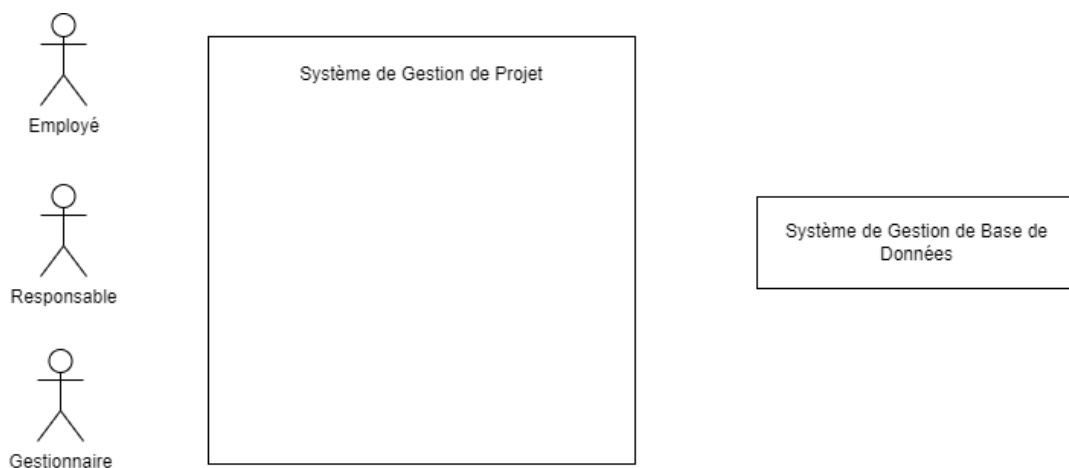 Système de Gestion de Projet
Employé
Système de Gestion de Base de
Données
Responsable
Gestionnaire